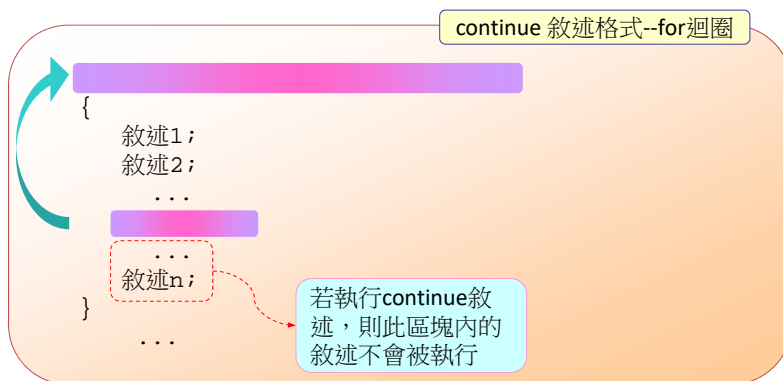 continue 敘述格式--for迴圈
{
敘述1;
敘述2;
...
...
敘述n;
}
...
若執行continue敘
述，則此區塊內的
敘述不會被執行